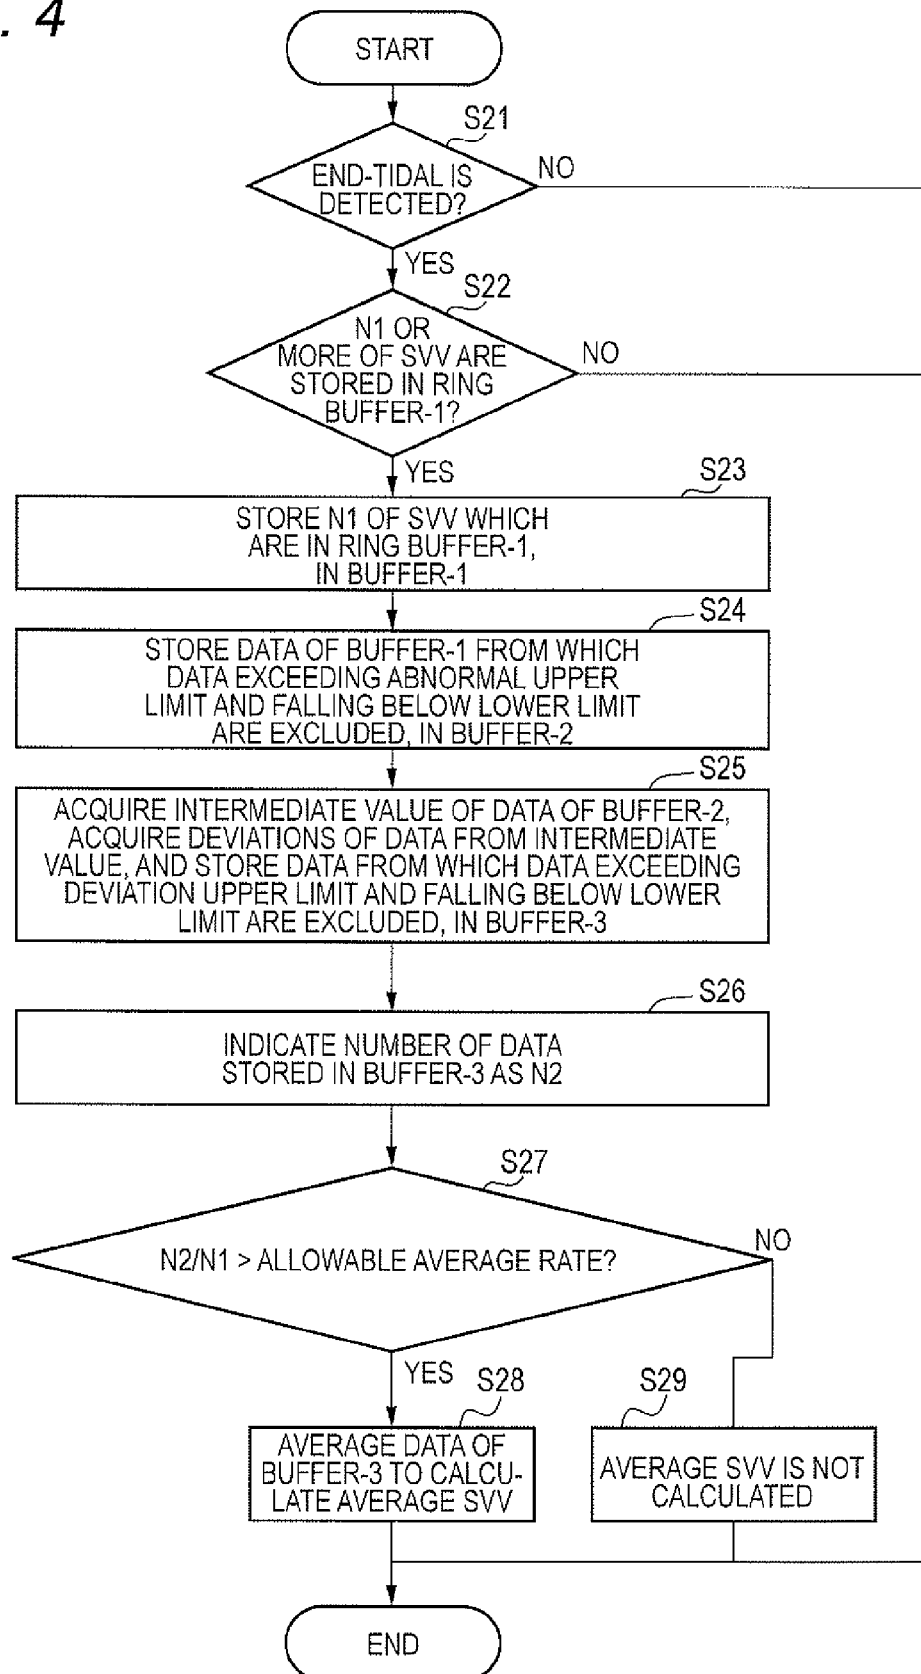 . 4
START
S21
END-TIDAL IS
DETECTED?
NO
YES
S22
N1 OR
MORE OF SVV ARE
STORED IN RING
BUFFER-1?
NO
YES
S23
STORE N1 OF SVV WHICH
ARE IN RING BUFFER-1,
IN BUFFER-1
S24
STORE DATA OF BUFFER-1 FROM WHICH
DATA EXCEEDING ABNORMAL UPPER
LIMIT AND FALLING BELOW LOWER LIMIT
ARE EXCLUDED, IN BUFFER-2
S25
ACQUIRE INTERMEDIATE VALUE OF DATA OF BUFFER-2,
ACQUIRE DEVIATIONS OF DATA FROM INTERMEDIATE
VALUE, AND STORE DATA FROM WHICH DATA EXCEEDING
DEVIATION UPPER LIMIT AND FALLING BELOW LOWER
LIMIT ARE EXCLUDED, IN BUFFER-3
S26
INDICATE NUMBER OF DATA
STORED IN BUFFER-3 AS N2
S27
N2/N1 > ALLOWABLE AVERAGE RATE?
NO
YES
S28
AVERAGE DATA OF
BUFFER-3 TO CALCU-
LATE AVERAGE SVV
S29
AVERAGE SVV IS NOT
CALCULATED
END